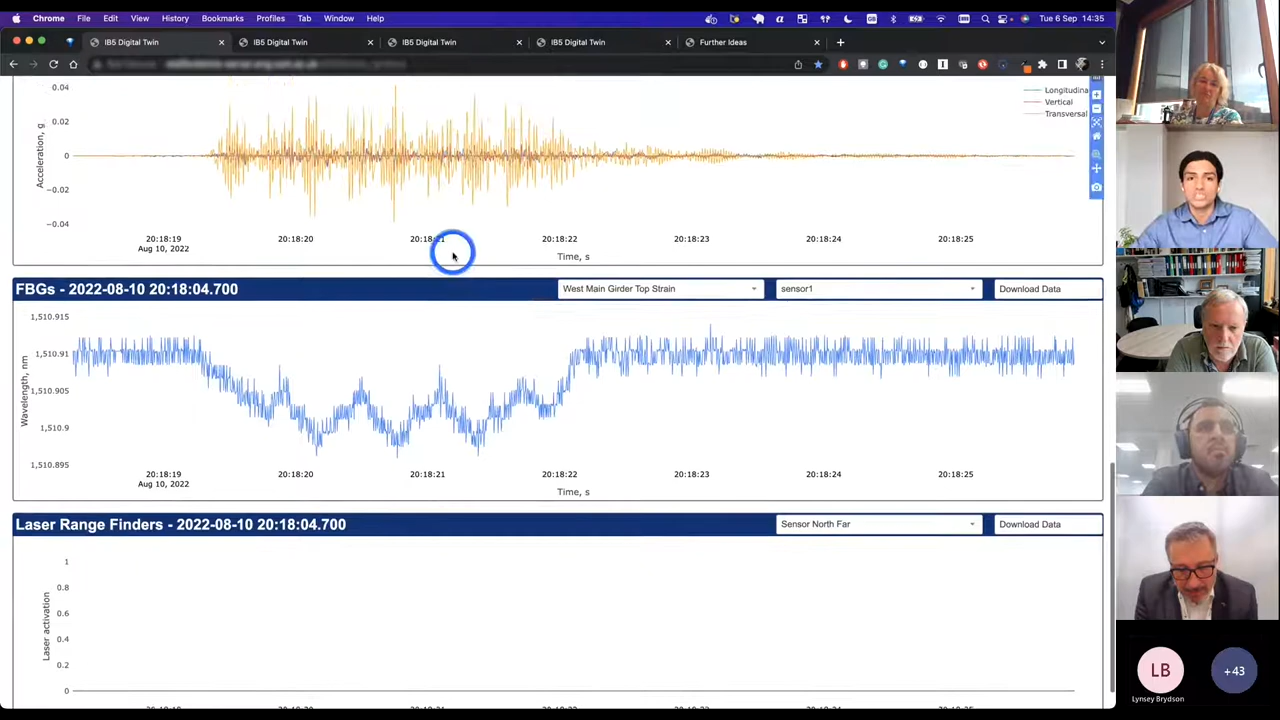 Chrome File Edit View History Bookmarks Profiles Tab Window Help Tue 6 Sep 14:35
IB5 Digital Twin IB5 Digital Twin IB5 Digital Twin IB5 Digital Twin Further Ideas
0.04
0.02
0
−0.02
−0.04
Acceleration, g
Longitudina
Vertical
Transversal
20:18:19 20:18:20 20:18:21 20:18:22 20:18:23 20:18:24 20:18:25
Aug 10, 2022
Time, s
FBGs - 2022-08-10 20:18:04.700 West Main Girder Top Strain sensor1 Download Data
1,510.915
1,510.91
1,510.905
1,510.9
1,510.895
Wavelength, nm
20:18:19 20:18:20 20:18:21 20:18:22 20:18:23 20:18:24 20:18:25
Aug 10, 2022
Time, s
Laser Range Finders - 2022-08-10 20:18:04.700 Sensor North Far Download Data
1
0.8
0.6
0.4
0.2
0
Laser activation
LB +43
Lynsey Brydson